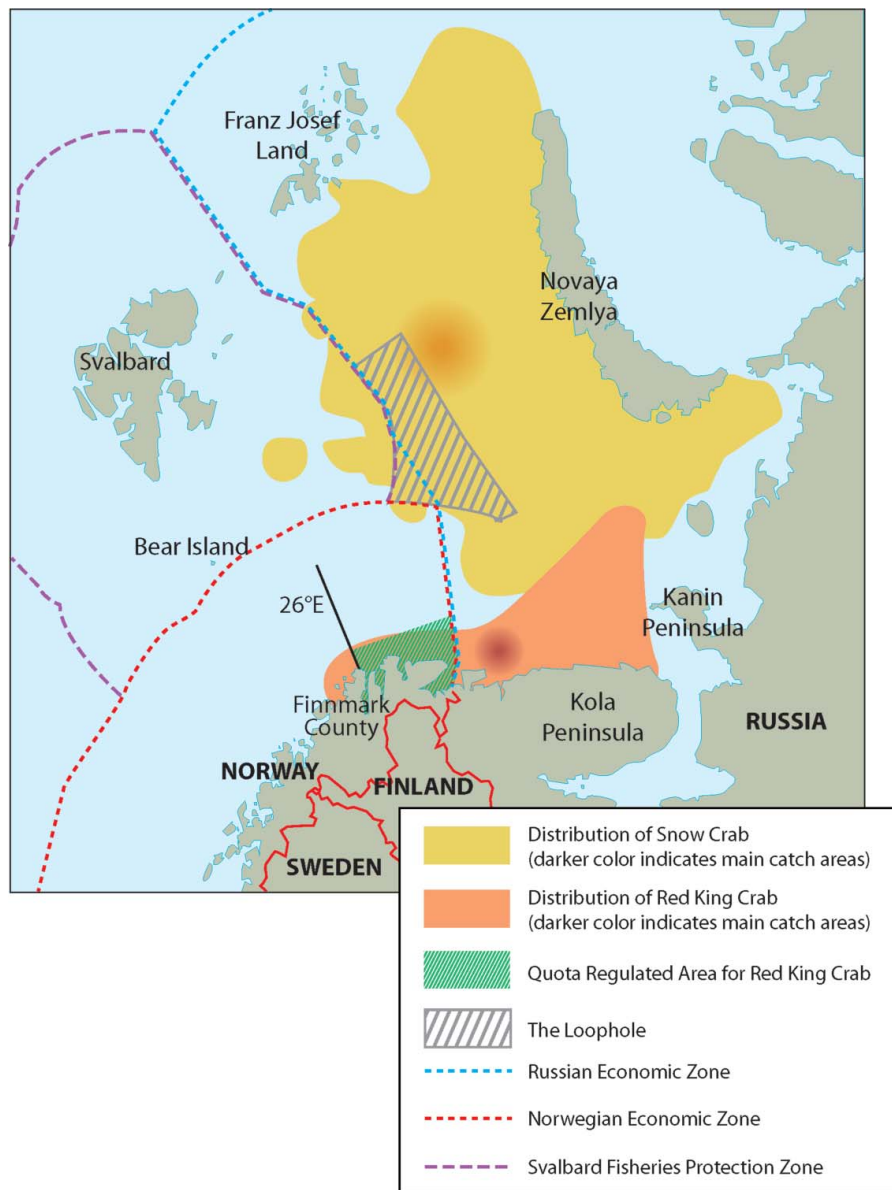 Franz Josef
Land
Novaya
Zemlya
Svalbard
Bear Island
26°E
Kanin
Peninsula
Finnmark
County
Kola
Peninsula
RUSSIA
NORWAY
FINLAND
SWEDEN
Distribution of Snow Crab
(darker color indicates main catch areas)
Distribution of Red King Crab
(darker color indicates main catch areas)
Quota Regulated Area for Red King Crab
The Loophole
Russian Economic Zone
Norwegian Economic Zone
Svalbard Fisheries Protection Zone